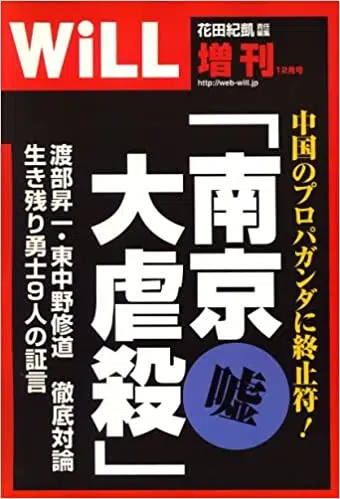 WiLL
花田紀凱 責任編集
増刊 12月号
http://web-will.jp
中国のプロパガンダに終止符！
「南京
大虐殺」
嘘
渡部昇一・東中野修道 徹底対論
生き残り勇士9人の証言